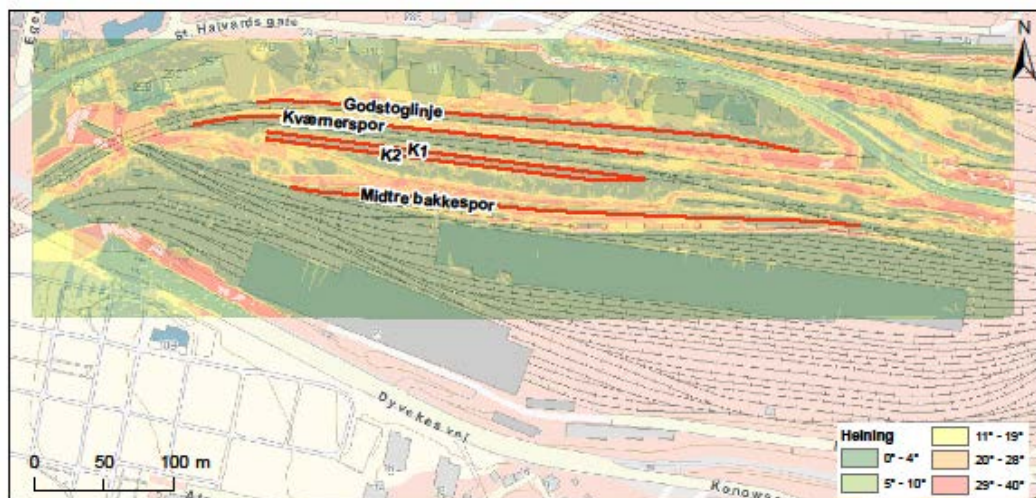 St. Halvards gate
N
Godstoglinje
Kværnerspor
K2 K1
Midtre bakkespor
Dyvekes vei
0 50 100 m
Helning
0° - 4°
5° - 10°
11° - 19°
20° - 28°
29° - 40°